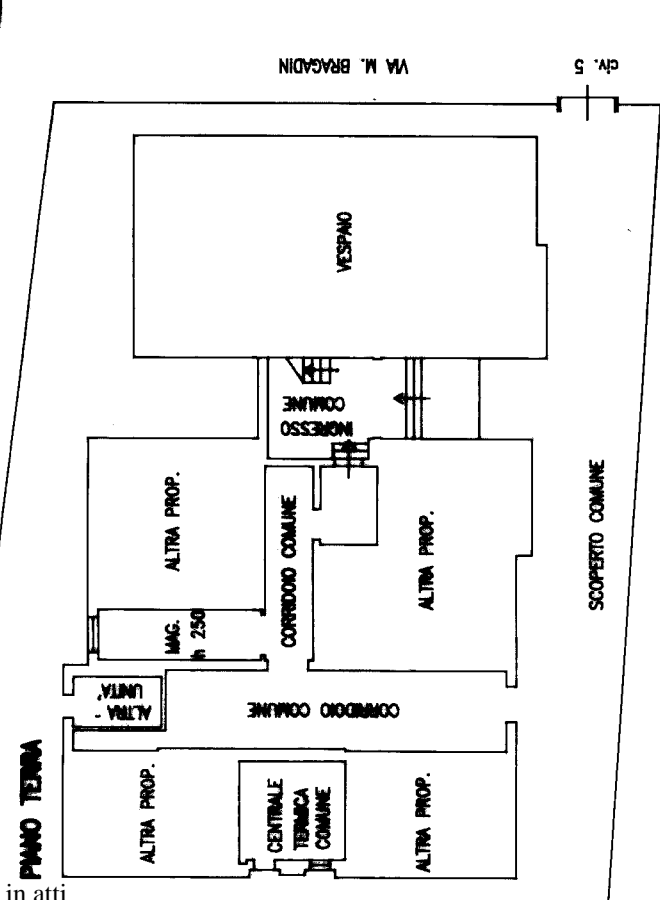 VIA M. BRAGADIN
civ. 5
VESPAIO
INGRESSO
COMUNE
ALTRA PROP.
CORRIDOIO COMUNE
ALTRA PROP.
SCOPERTO COMUNE
MAG.
h 250
ALTRA
UNITA'
CORRIDOIO COMUNE
PIANO TERRA
ALTRA PROP.
CENTRALE
TERMICA
COMUNE
ALTRA PROP.
in atti